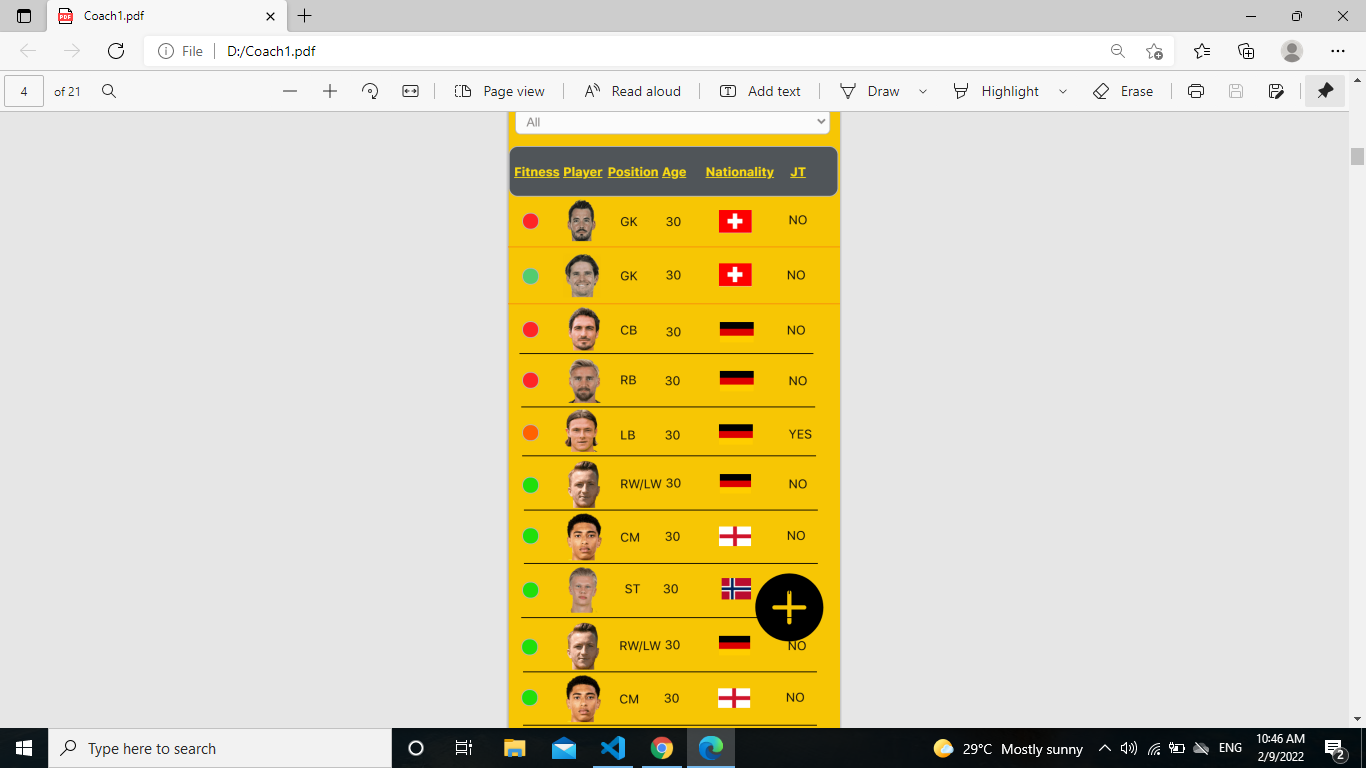 Coach1.pdf
File D:/Coach1.pdf
4 of 21 Page view Read aloud Add text Draw Highlight Erase
All
Fitness Player Position Age Nationality JT
GK 30 NO
GK 30 NO
CB 30 NO
RB 30 NO
LB 30 YES
RW/LW 30 NO
CM 30 NO
ST 30
RW/LW 30 NO
CM 30 NO
Type here to search 29°C Mostly sunny ENG 10:46 AM
2/9/2022 2